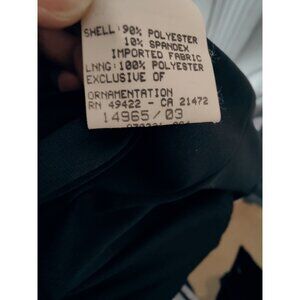 SHELL: 90% POLYESTER
10% SPANDEX
IMPORTED FABRIC
LNNG: 100% POLYESTER
EXCLUSIVE OF
ORNAMENTATION
RN 49422 - CA 21472
14965/03